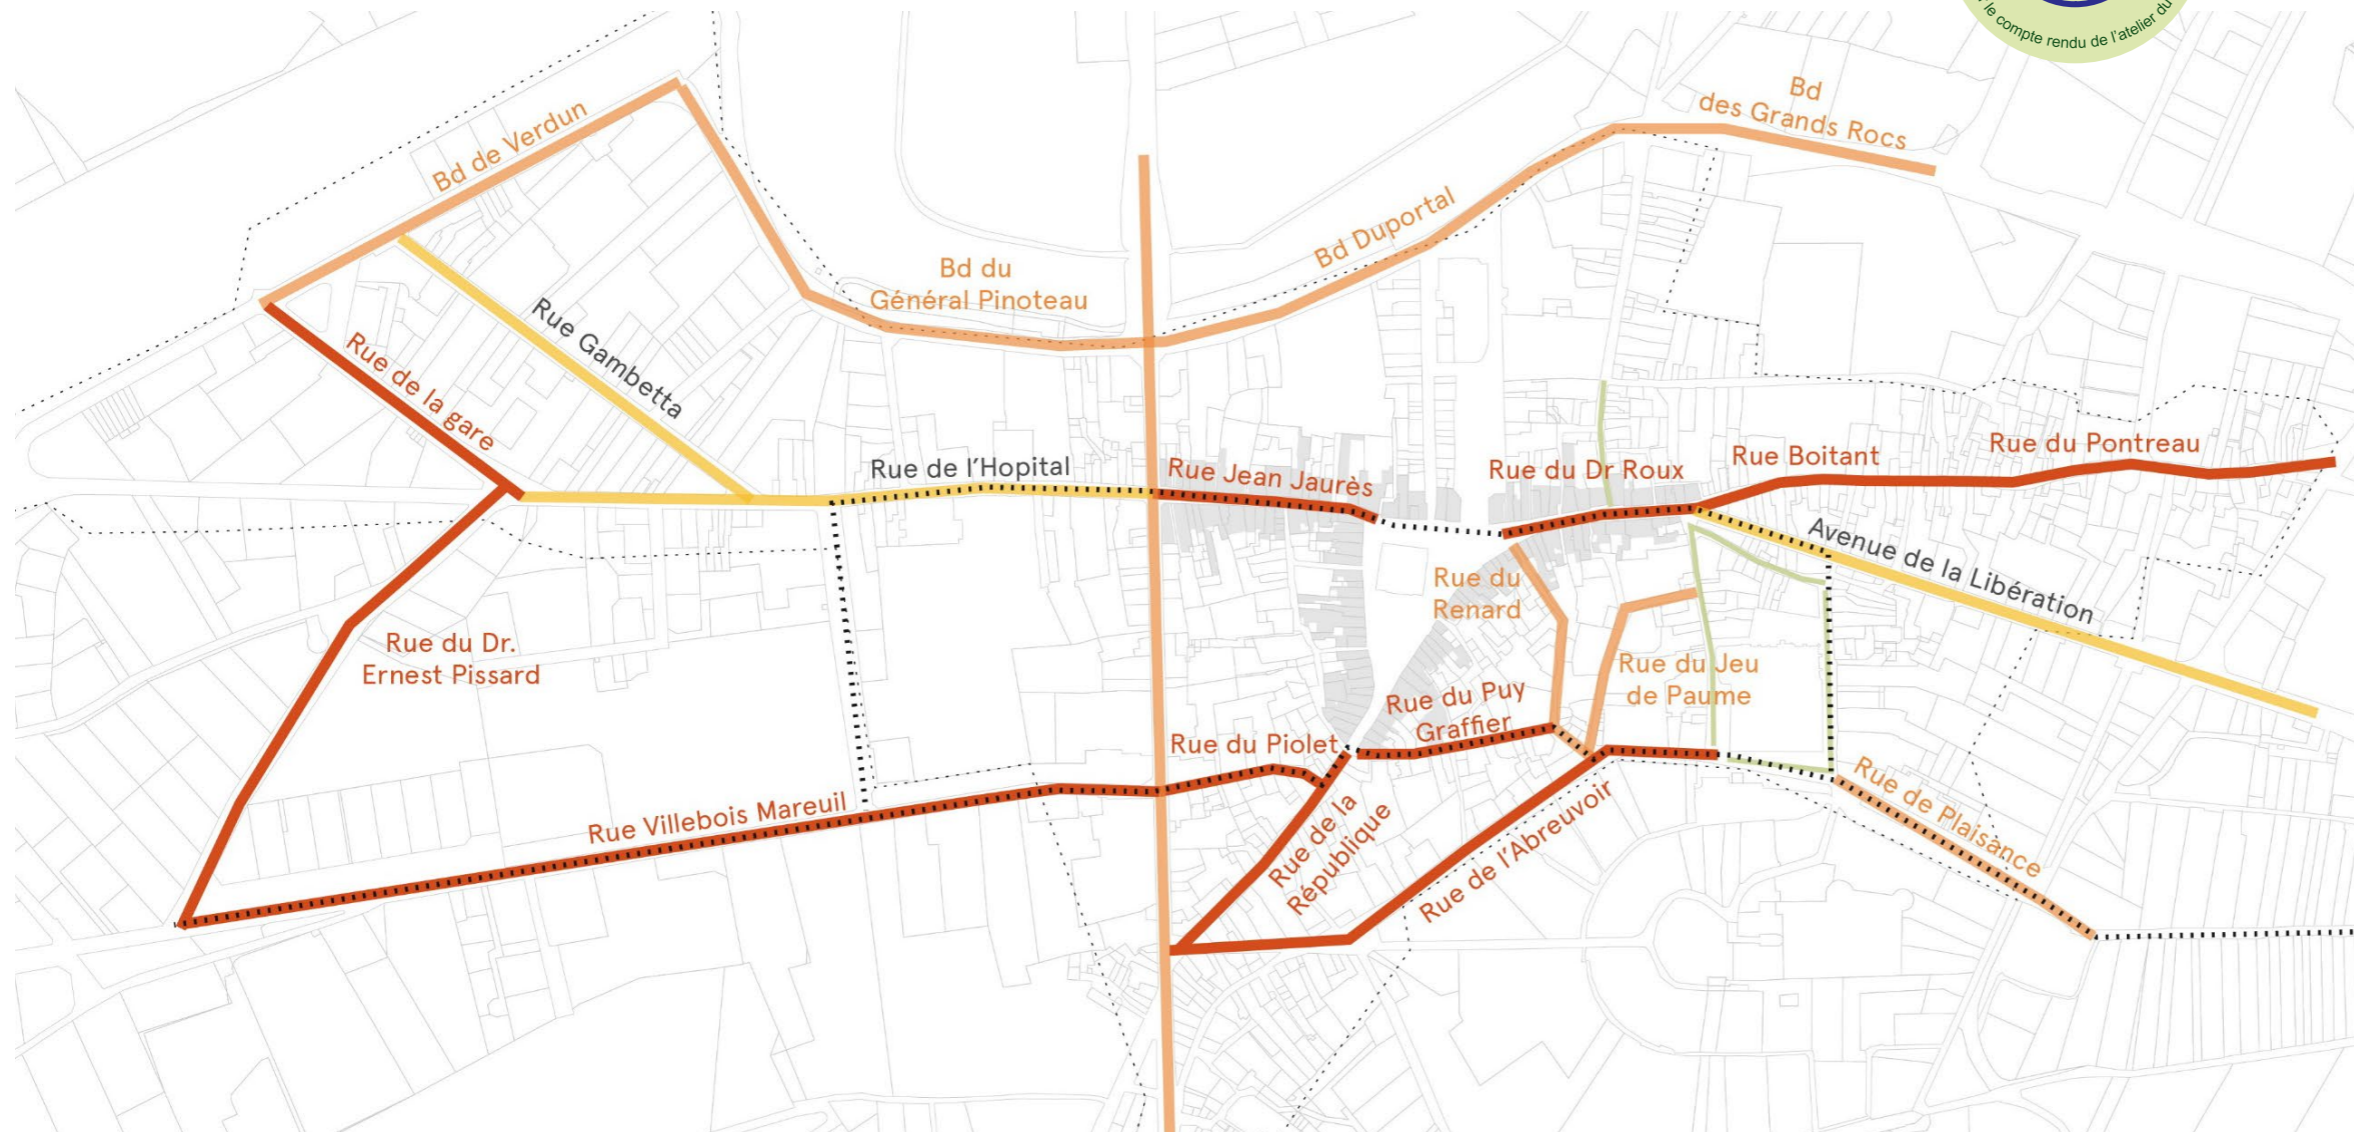 le compte rendu de l'atelier du
Bd
des Grands Rocs
Bd de Verdun
Bd Duportal
Bd du
Général Pinoteau
Rue Gambetta
Rue de la gare
Rue de l'Hopital
Rue Jean Jaurès
Rue du Dr Roux
Rue Boitant
Rue du Pontreau
Avenue de la Libération
Rue du
Renard
Rue du Dr.
Ernest Pissard
Rue du Jeu
de Paume
Rue du Puy
Graffier
Rue du Piolet
Rue Villebois Mareuil
Rue de la
République
Rue de l'Abreuvoir
Rue de Plaisance